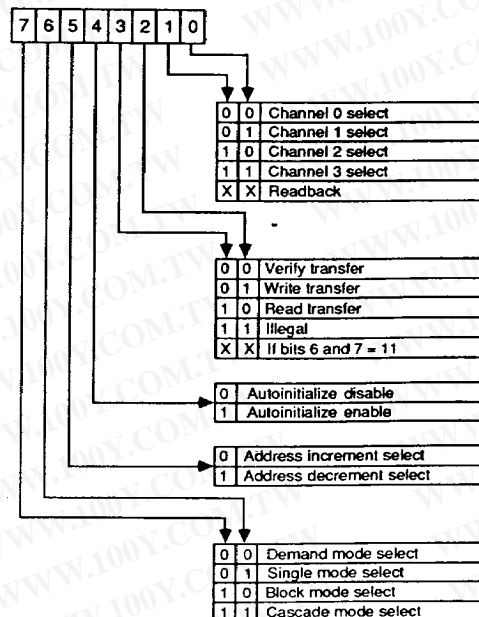 7 6 5 4 3 2 1 0
0 0 Channel 0 select
0 1 Channel 1 select
1 0 Channel 2 select
1 1 Channel 3 select
X X Readback
0 0 Verify transfer
0 1 Write transfer
1 0 Read transfer
1 1 Illegal
X X If bits 6 and 7 = 11
0 Autoinitialize disable
1 Autoinitialize enable
0 Address increment select
1 Address decrement select
0 0 Demand mode select
0 1 Single mode select
1 0 Block mode select
1 1 Cascade mode select
WWW.100Y.COM.TW